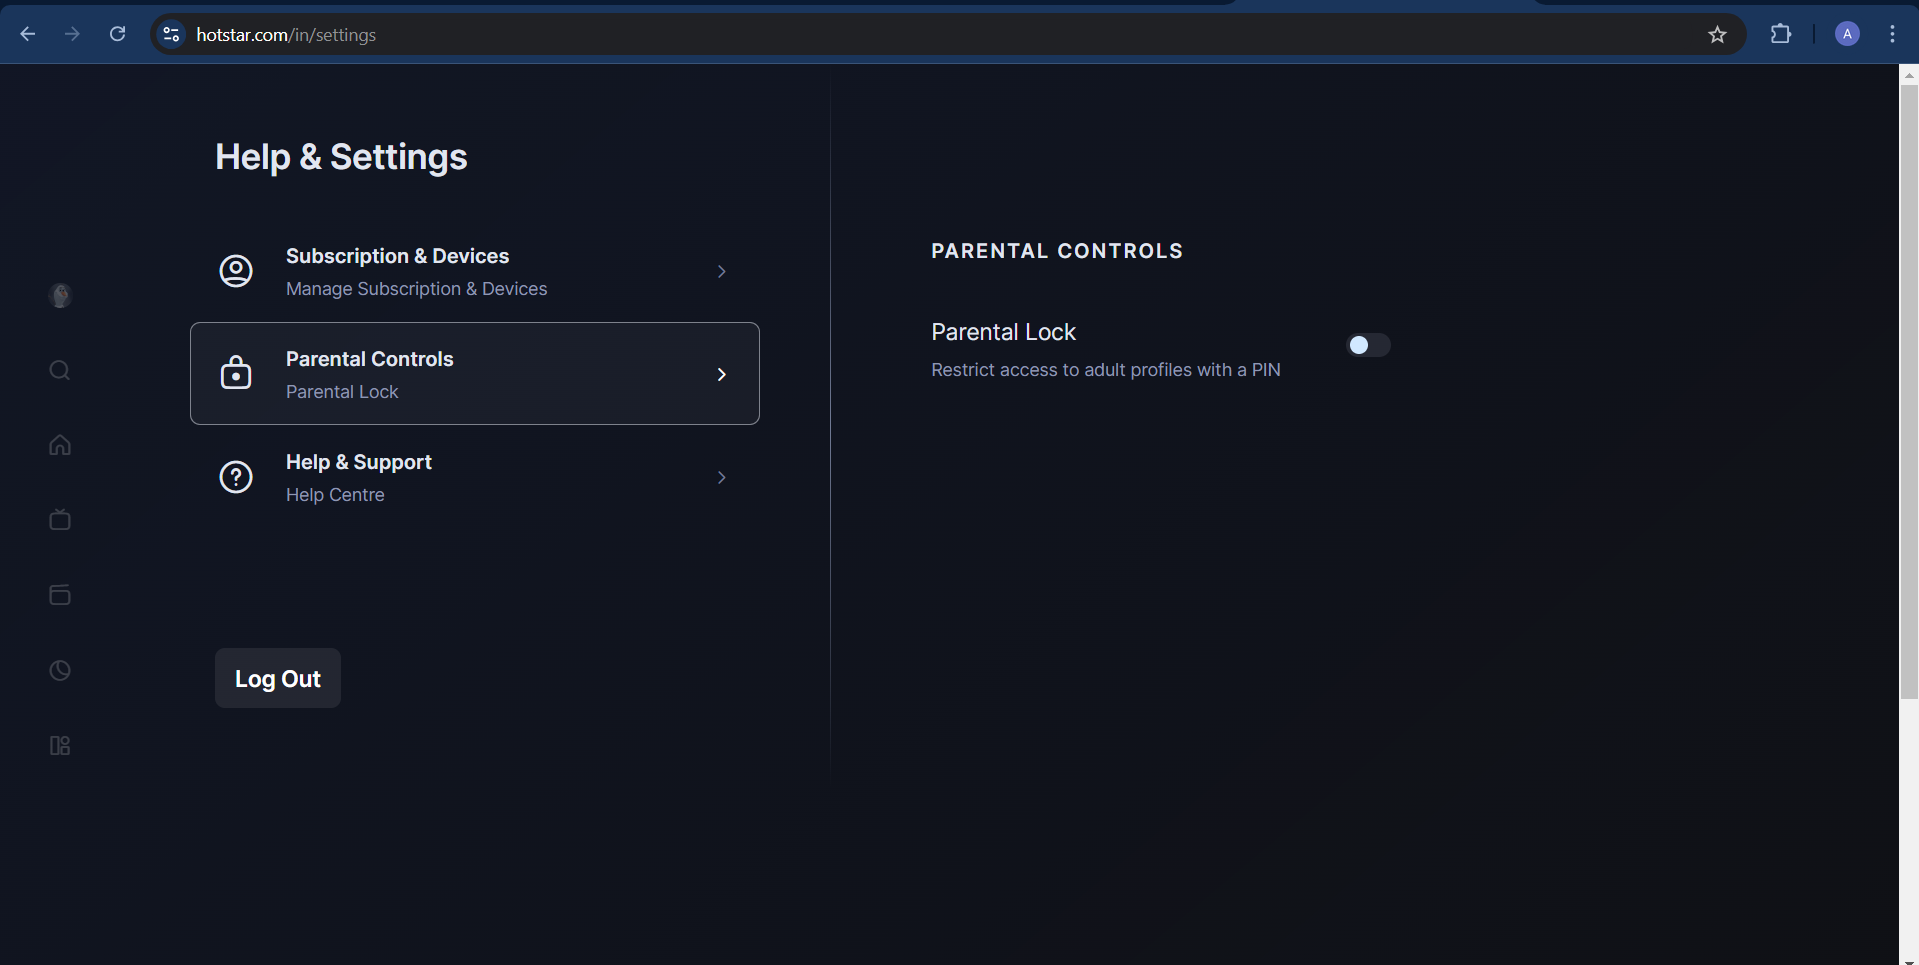 hotstar.com/in/settings
A
Help & Settings
Subscription & Devices
Manage Subscription & Devices
Parental Controls
Parental Lock
Help & Support
Help Centre
Log Out
PARENTAL CONTROLS
Parental Lock
Restrict access to adult profiles with a PIN